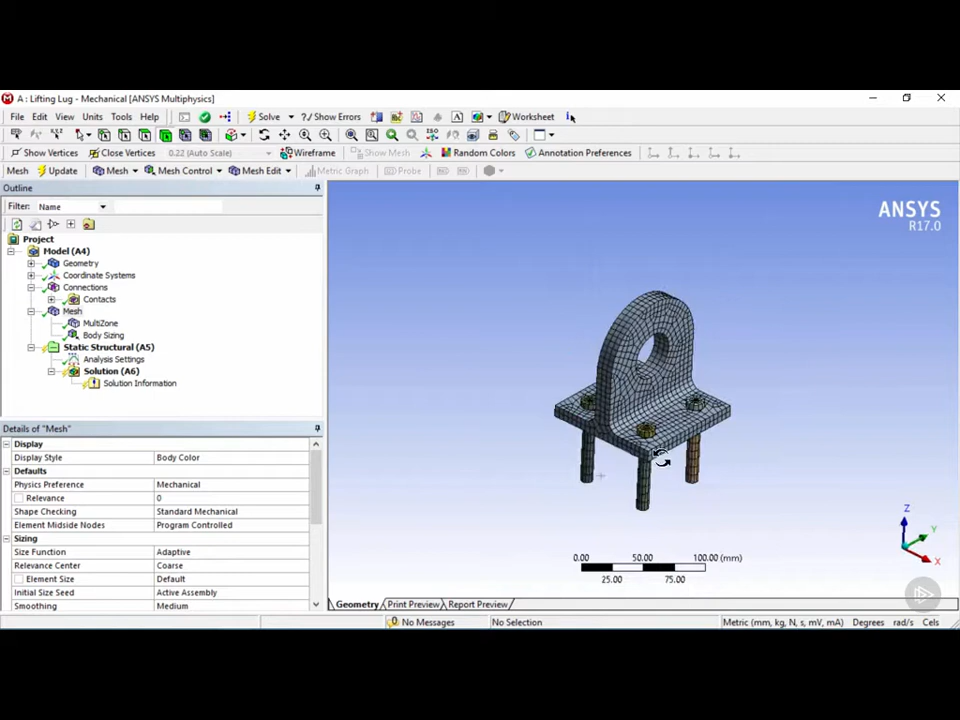 A : Lifting Lug - Mechanical [ANSYS Multiphysics]
File Edit View Units Tools Help Solve ? / Show Errors Worksheet
Show Vertices Close Vertices 0.22 (Auto Scale) Wireframe Show Mesh Random Colors Annotation Preferences
Mesh Update Mesh Mesh Control Mesh Edit Metric Graph Probe
Outline
Filter: Name
Project
Model (A4)
Geometry
Coordinate Systems
Connections
Contacts
Mesh
MultiZone
Body Sizing
Static Structural (A5)
Analysis Settings
Solution (A6)
Solution Information
Details of "Mesh"
Display
Display Style Body Color
Defaults
Physics Preference Mechanical
Relevance 0
Shape Checking Standard Mechanical
Element Midside Nodes Program Controlled
Sizing
Size Function Adaptive
Relevance Center Coarse
Element Size Default
Initial Size Seed Active Assembly
Smoothing Medium
ANSYS
R17.0
Z
Y
X
0.00 50.00 100.00 (mm)
25.00 75.00
Geometry Print Preview Report Preview
No Messages No Selection Metric (mm, kg, N, s, mV, mA) Degrees rad/s Cels